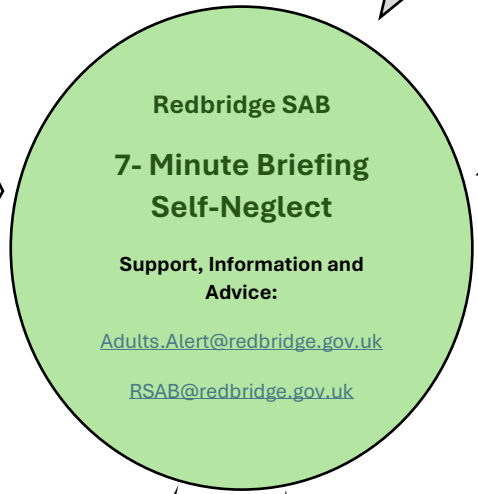 Redbridge SAB
7- Minute Briefing
Self-Neglect
Support, Information and
Advice:
Adults.Alert@redbridge.gov.uk
RSAB@redbridge.gov.uk